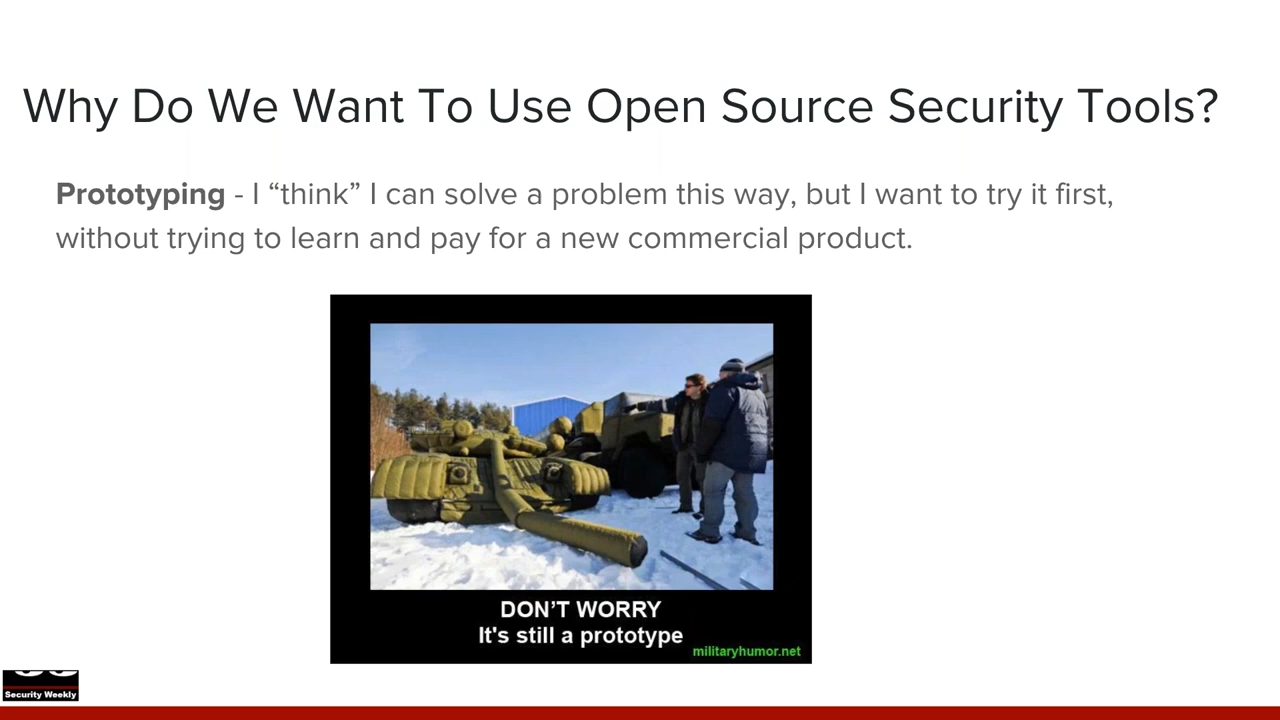 Why Do We Want To Use Open Source Security Tools?
Prototyping - I “think” I can solve a problem this way, but I want to try it first,
without trying to learn and pay for a new commercial product.
DON'T WORRY
It's still a prototype
militaryhumor.net
Security Weekly